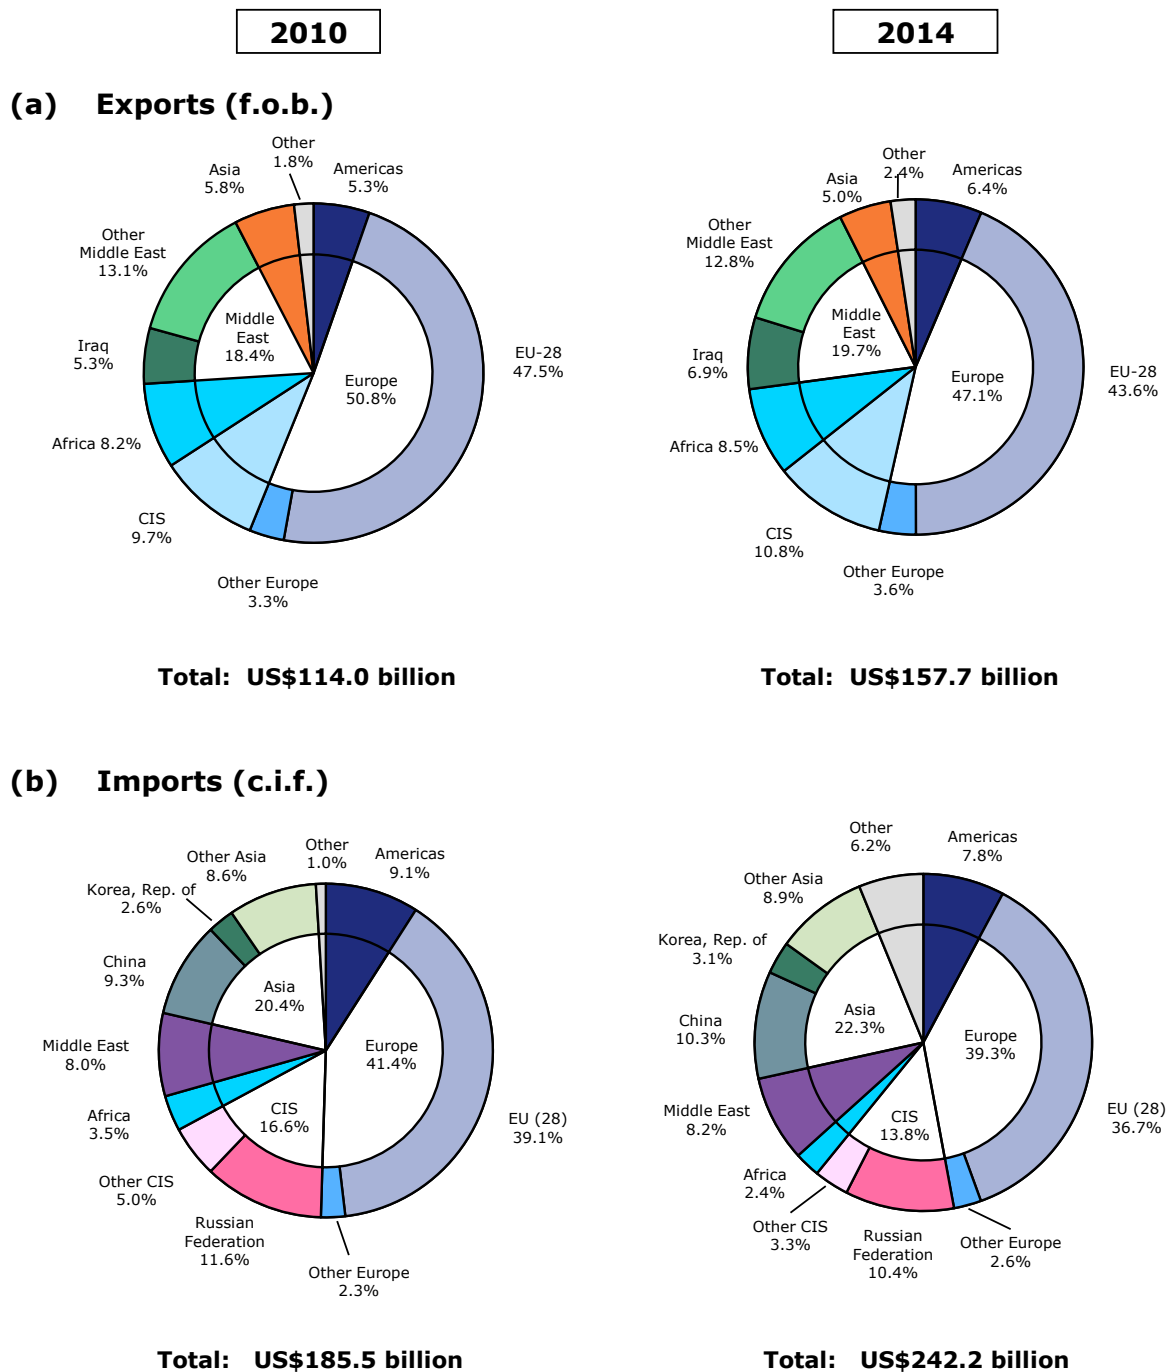 2010
2014
(a) Exports (f.o.b.)
Other
1.8%
Americas
5.3%
Asia
5.8%
Other
Middle East
13.1%
Middle
East
18.4%
Iraq
5.3%
Europe
50.8%
EU-28
47.5%
Africa 8.2%
CIS
9.7%
Other Europe
3.3%
Total: US$114.0 billion
Other
2.4%
Americas
6.4%
Asia
5.0%
Other
Middle East
12.8%
Middle
East
19.7%
Iraq
6.9%
Europe
47.1%
EU-28
43.6%
Africa 8.5%
CIS
10.8%
Other Europe
3.6%
Total: US$157.7 billion
(b) Imports (c.i.f.)
Other
1.0%
Americas
9.1%
Other Asia
8.6%
Korea, Rep. of
2.6%
China
9.3%
Asia
20.4%
Middle East
8.0%
Europe
41.4%
Africa
3.5%
CIS
16.6%
EU (28)
39.1%
Other CIS
5.0%
Russian
Federation
11.6%
Other Europe
2.3%
Total: US$185.5 billion
Other
6.2%
Americas
7.8%
Other Asia
8.9%
Korea, Rep. of
3.1%
China
10.3%
Asia
22.3%
Europe
39.3%
Middle East
8.2%
CIS
13.8%
EU (28)
36.7%
Africa
2.4%
Other CIS
3.3%
Russian
Federation
10.4%
Other Europe
2.6%
Total: US$242.2 billion